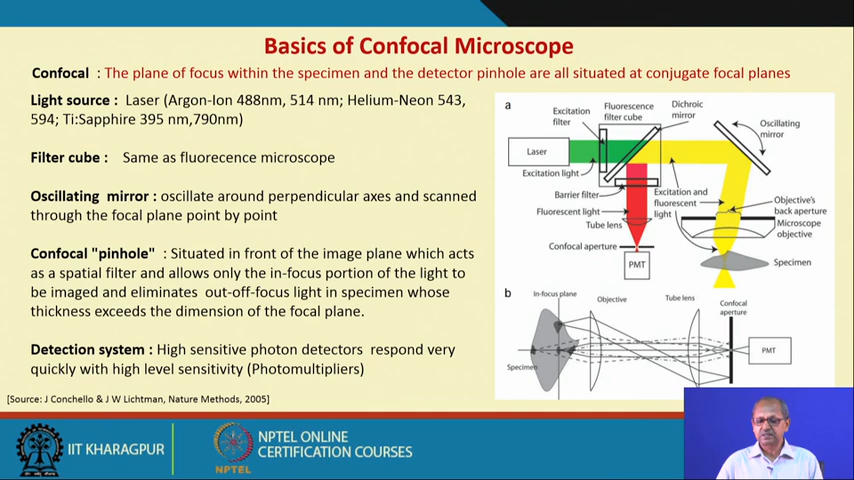 Basics of Confocal Microscope
Confocal : The plane of focus within the specimen and the detector pinhole are all situated at conjugate focal planes
Light source : Laser (Argon-Ion 488nm, 514 nm; Helium-Neon 543,
594; Ti:Sapphire 395 nm,790nm)
Filter cube : Same as fluorecence microscope
Oscillating mirror : oscillate around perpendicular axes and scanned
through the focal plane point by point
Confocal "pinhole" : Situated in front of the image plane which acts
as a spatial filter and allows only the in-focus portion of the light to
be imaged and eliminates out-off-focus light in specimen whose
thickness exceeds the dimension of the focal plane.
Detection system : High sensitive photon detectors respond very
quickly with high level sensitivity (Photomultipliers)
[Source: J Conchello & J W Lichtman, Nature Methods, 2005]
a
Excitation
filter
Fluorescence
filter cube
Dichroic
mirror
Oscillating
mirror
Laser
Excitation light
Barrier filter
Excitation and
fluorescent
light
Objective's
back aperture
Fluorescent light
Microscope
objective
Tube lens
Confocal aperture
PMT
Specimen
b
In-focus plane
Objective
Tube lens
Confocal
aperture
PMT
Specimen
IIT KHARAGPUR
NPTEL
NPTEL ONLINE
CERTIFICATION COURSES